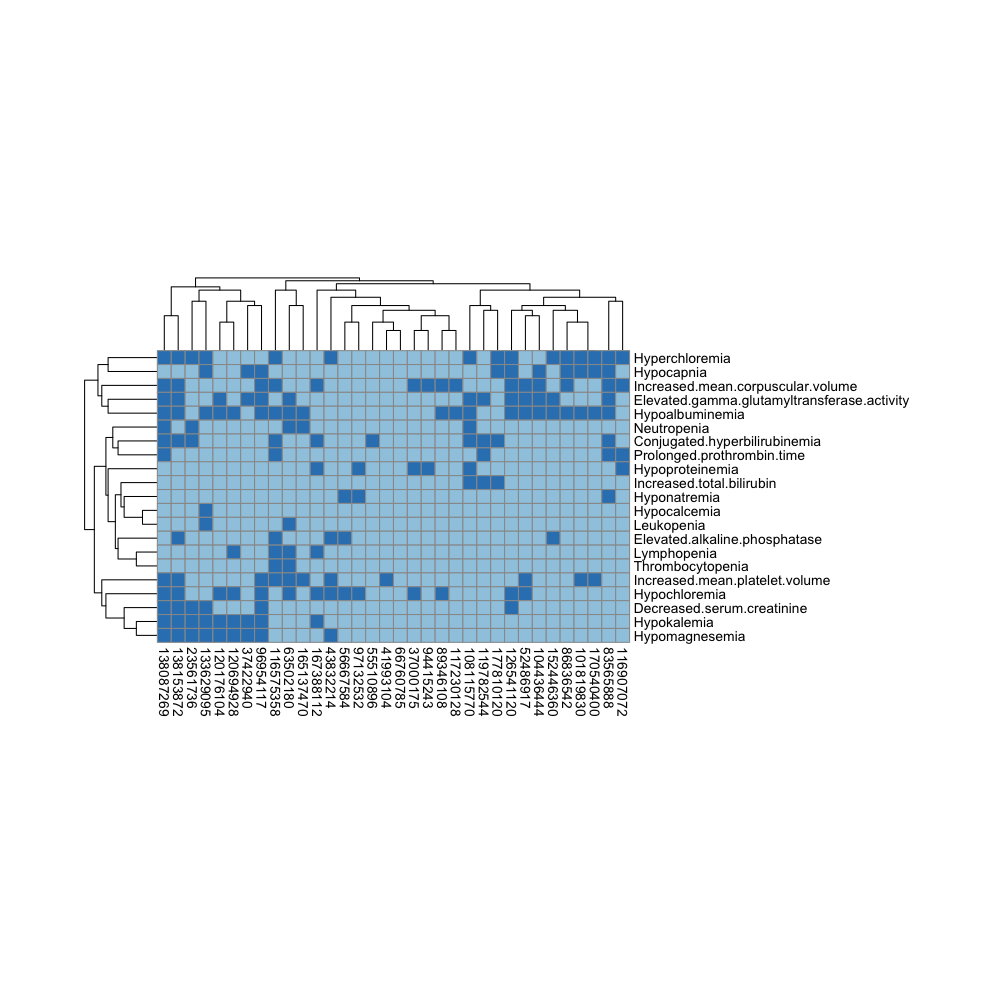 Hyperchloremia
Hypocapnia
Increased.mean.corpuscular.volume
Elevated.gamma.glutamyltransferase.activity
Hypoalbuminemia
Neutropenia
Conjugated.hyperbilirubinemia
Prolonged.prothrombin.time
Hypoproteinemia
Increased.total.bilirubin
Hyponatremia
Hypocalcemia
Leukopenia
Elevated.alkaline.phosphatase
Lymphopenia
Thrombocytopenia
Increased.mean.platelet.volume
Hypochloremia
Decreased.serum.creatinine
Hypokalemia
Hypomagnesemia
138087269
138153872
23561736
133629095
120176104
120694928
37422940
96954117
116575358
63502180
165137470
167388112
43832214
56667584
97132532
55510896
41993104
66760785
37000175
94415243
89346108
117230128
108115770
119782544
177810120
126541120
52486917
104436444
152446360
86836542
101819830
170540400
83565888
116907072